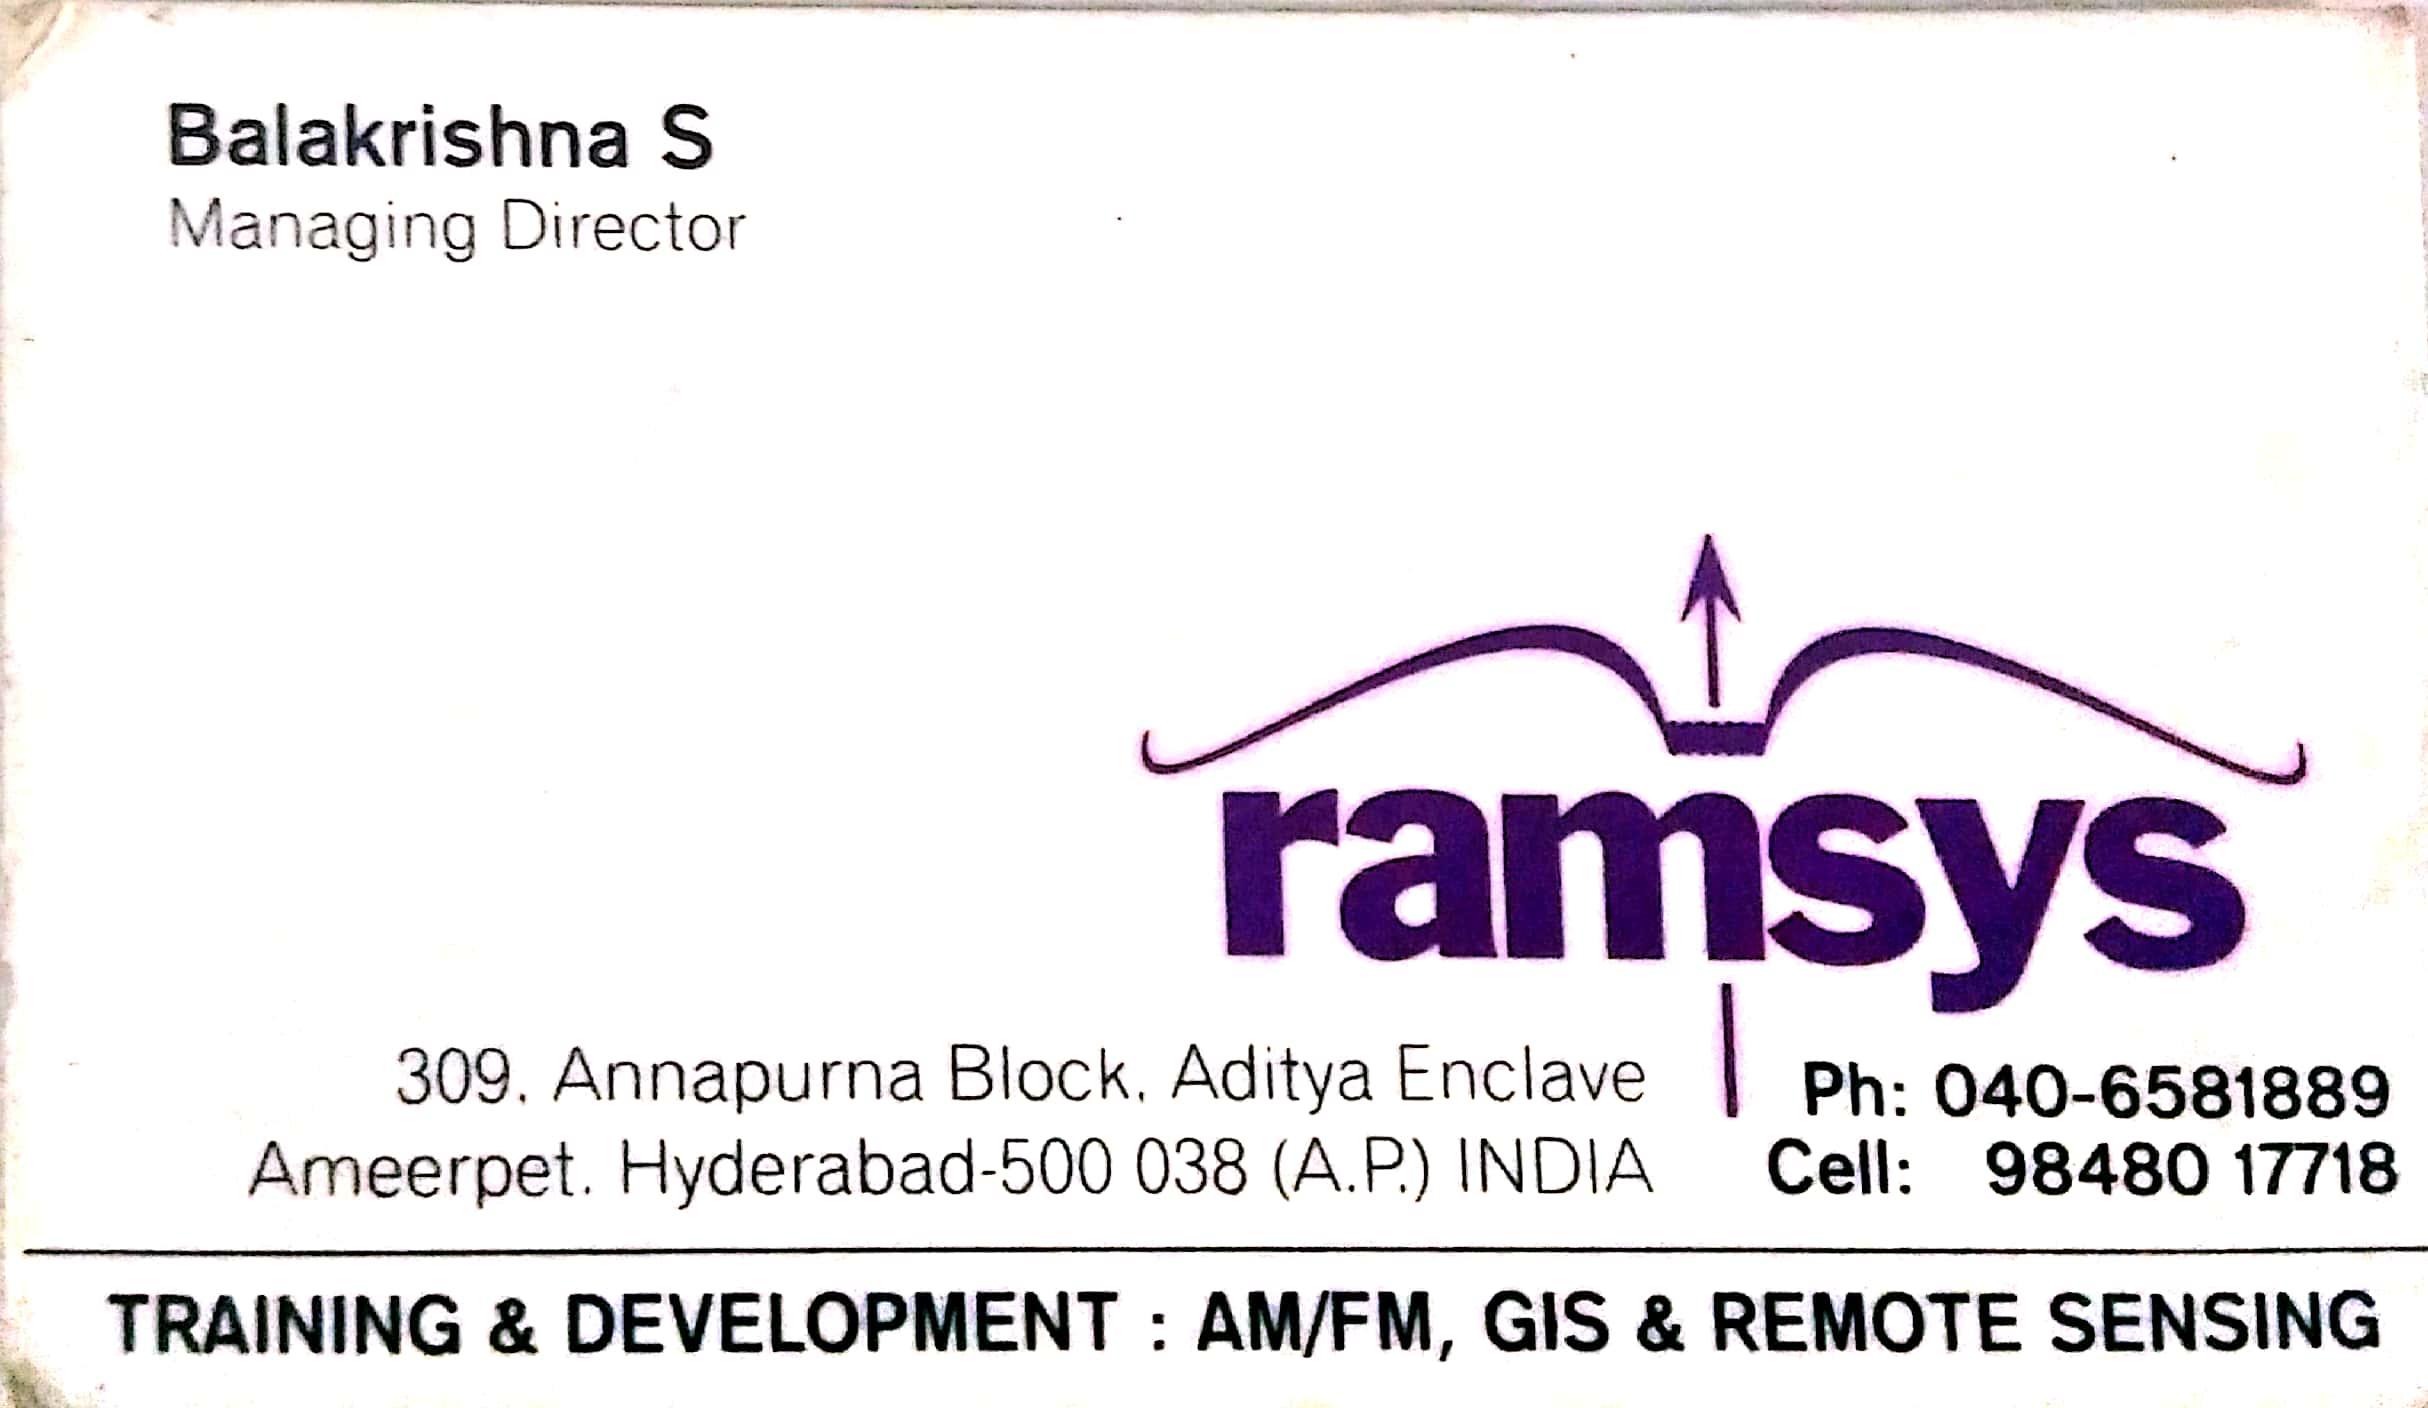 Balakrishna S
Managing Director
ramsys
309, Annapurna Block, Aditya Enclave
Ameerpet. Hyderabad-500 038 (A.P.) INDIA
Ph: 040-6581889
Cell: 98480 17718
TRAINING & DEVELOPMENT : AM/FM, GIS & REMOTE SENSING